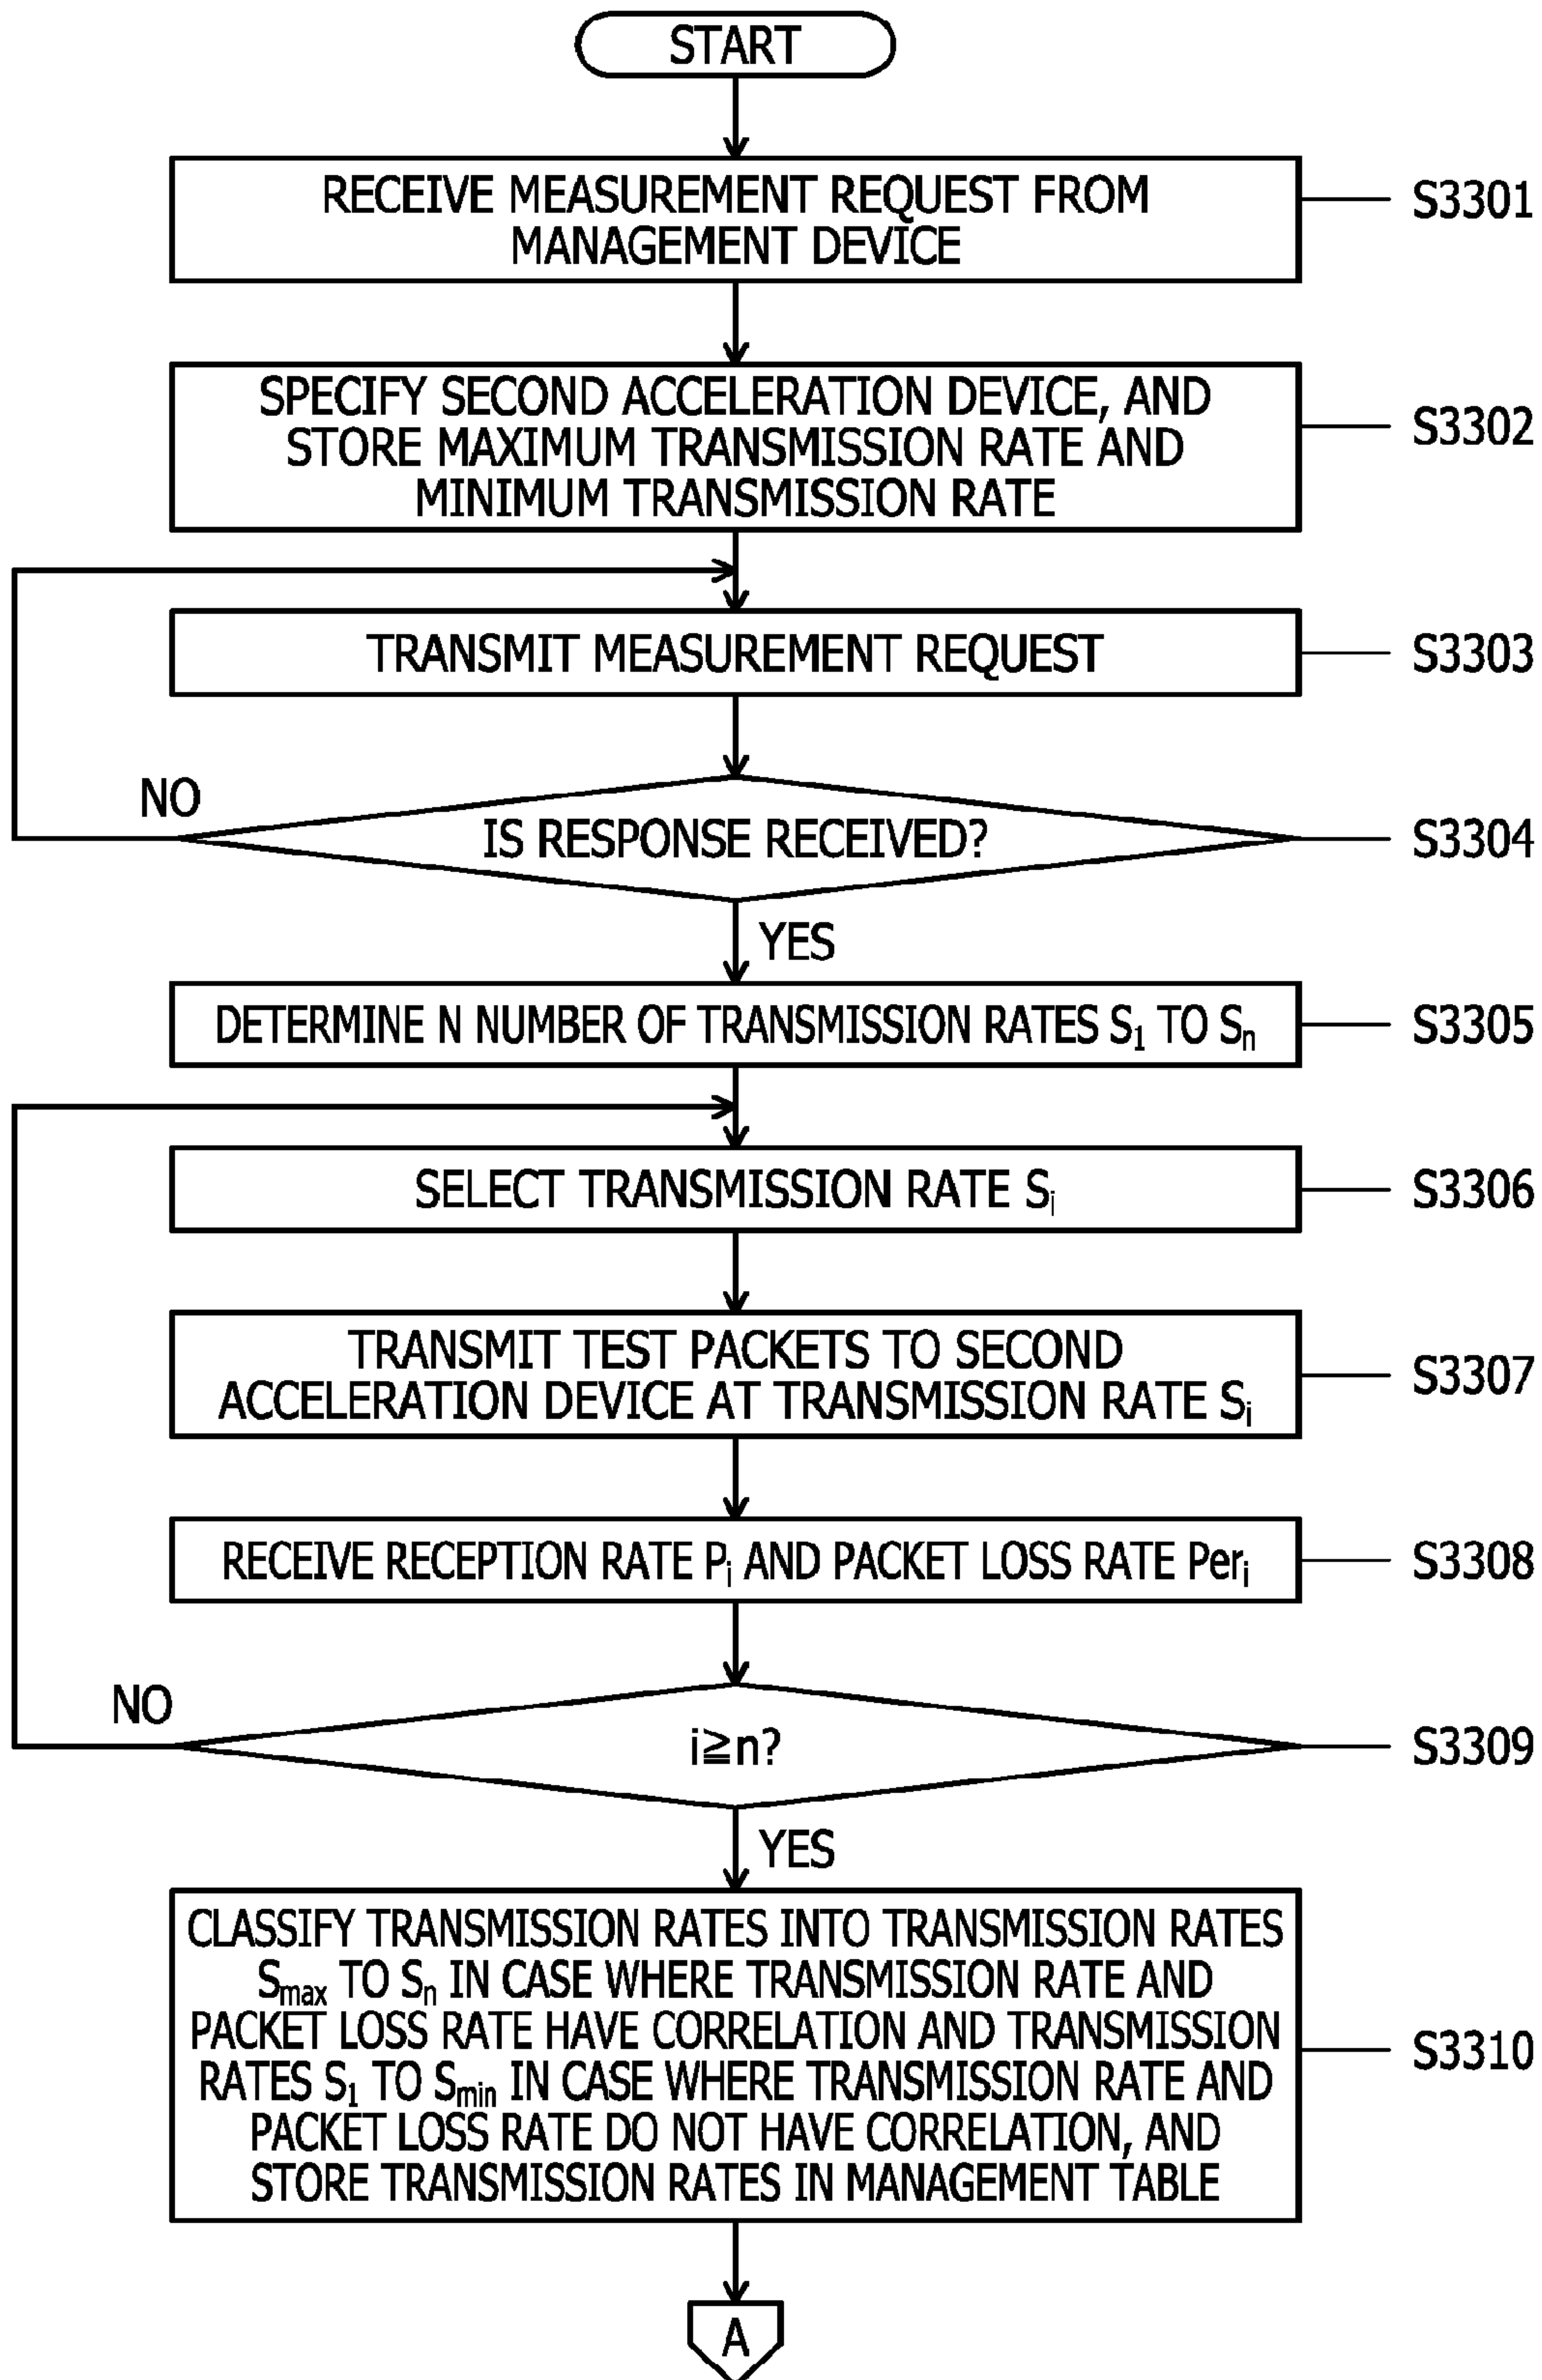 START
RECEIVE MEASUREMENT REQUEST FROM
MANAGEMENT DEVICE
S3301
SPECIFY SECOND ACCELERATION DEVICE, AND
STORE MAXIMUM TRANSMISSION RATE AND
MINIMUM TRANSMISSION RATE
S3302
TRANSMIT MEASUREMENT REQUEST
S3303
NO
IS RESPONSE RECEIVED?
S3304
YES
DETERMINE N NUMBER OF TRANSMISSION RATES S1 TO Sn
S3305
SELECT TRANSMISSION RATE Si
S3306
TRANSMIT TEST PACKETS TO SECOND
ACCELERATION DEVICE AT TRANSMISSION RATE Si
S3307
RECEIVE RECEPTION RATE Pi AND PACKET LOSS RATE Peri
S3308
NO
i≧n?
S3309
YES
CLASSIFY TRANSMISSION RATES INTO TRANSMISSION RATES
Smax TO Sn IN CASE WHERE TRANSMISSION RATE AND
PACKET LOSS RATE HAVE CORRELATION AND TRANSMISSION
RATES S1 TO Smin IN CASE WHERE TRANSMISSION RATE AND
PACKET LOSS RATE DO NOT HAVE CORRELATION, AND
STORE TRANSMISSION RATES IN MANAGEMENT TABLE
S3310
A